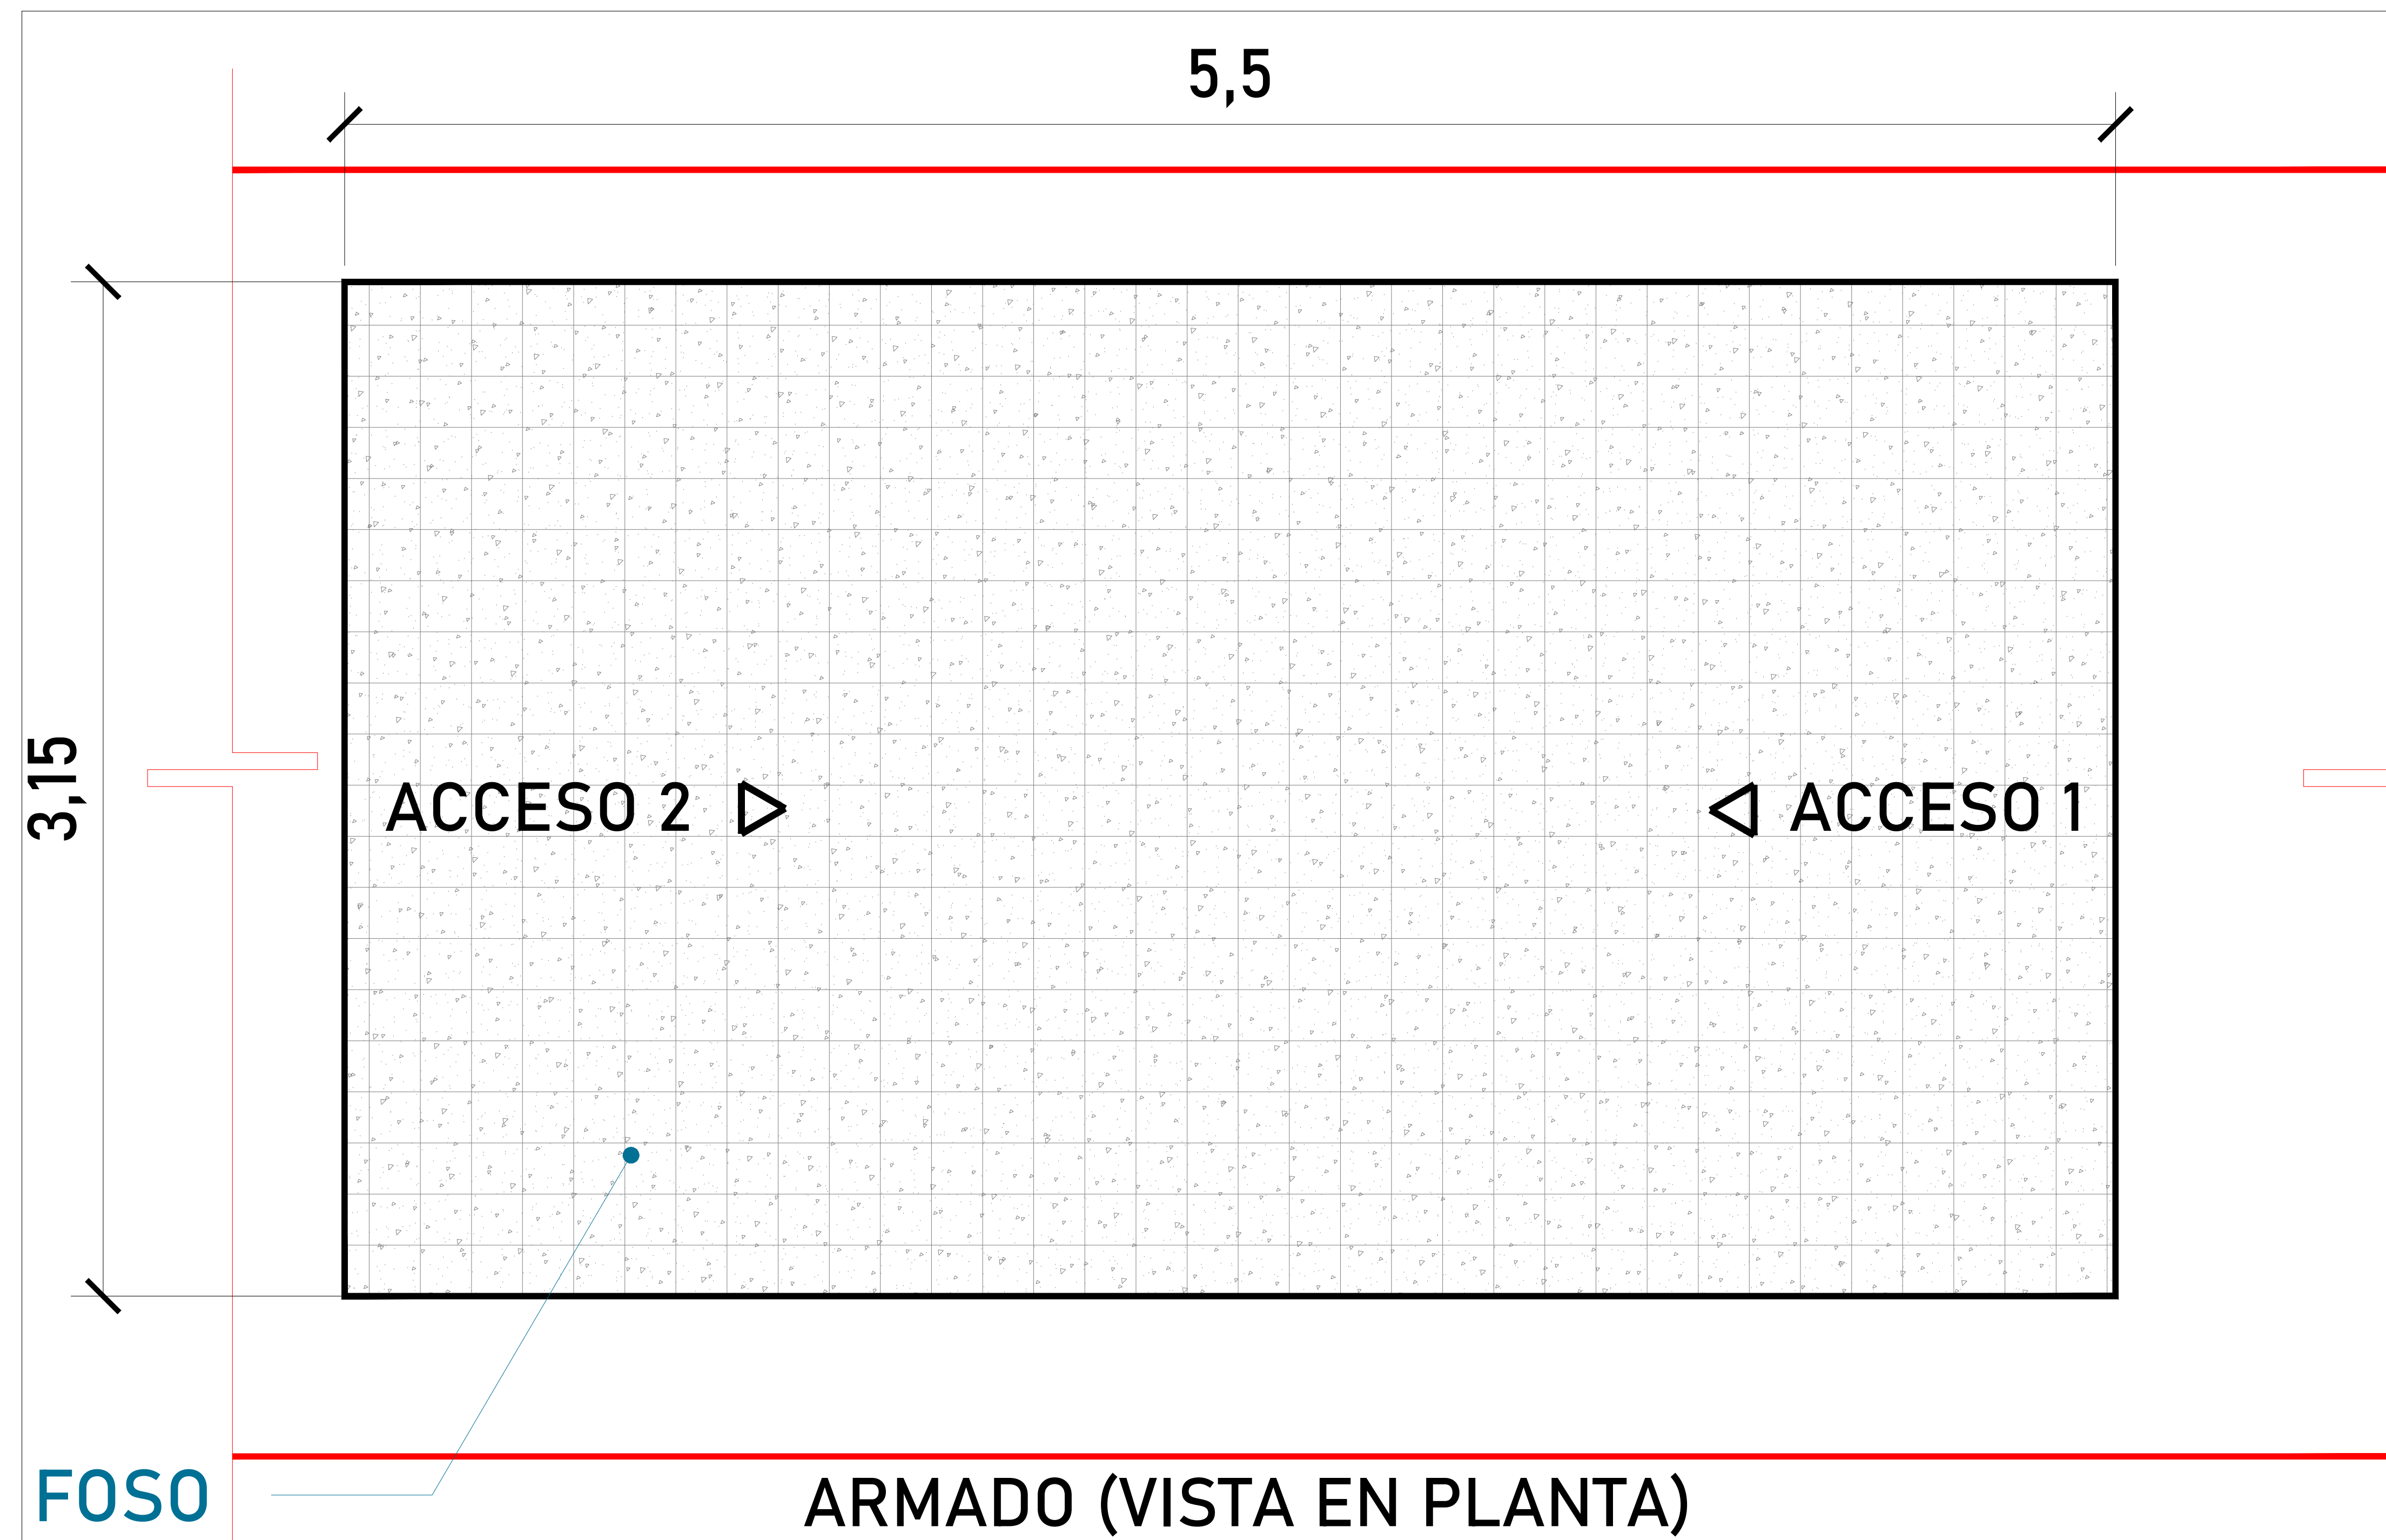 5,5
3,15
ACCESO 2
ACCESO 1
FOSO
ARMADO (VISTA EN PLANTA)